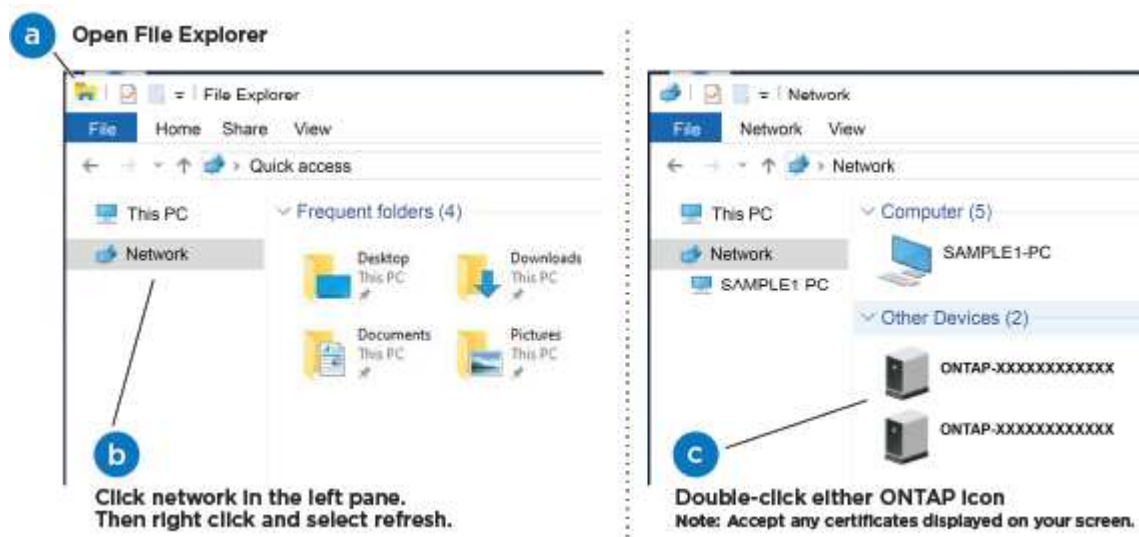 a
Open File Explorer
File Explorer
File Home Share View
Quick access
This PC
Network
Frequent folders (4)
Desktop
This PC
Downloads
This PC
Documents
This PC
Pictures
This PC
b
Click network in the left pane.
Then right click and select refresh.
Network
File Network View
Network
This PC
Network
SAMPLE1 PC
Computer (5)
SAMPLE1-PC
Other Devices (2)
ONTAP-XXXXXXXXXXXX
ONTAP-XXXXXXXXXXXX
c
Double-click either ONTAP icon
Note: Accept any certificates displayed on your screen.